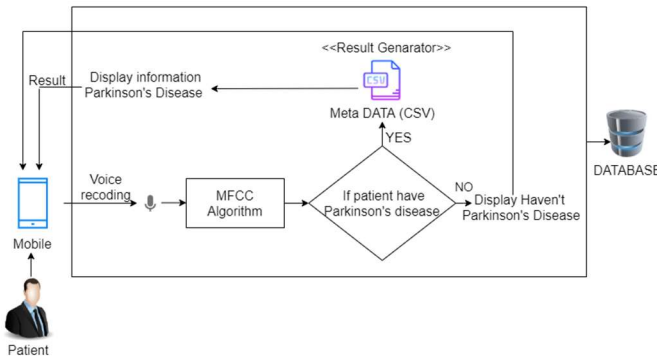 <<Result Genarator>>
CSV
Meta DATA (CSV)
Result
Display information
Parkinson's Disease
YES
DATABASE
Voice
recoding
MFCC
Algorithm
If patient have
Parkinson's disease
NO
Display Haven't
Parkinson's Disease
Mobile
Patient